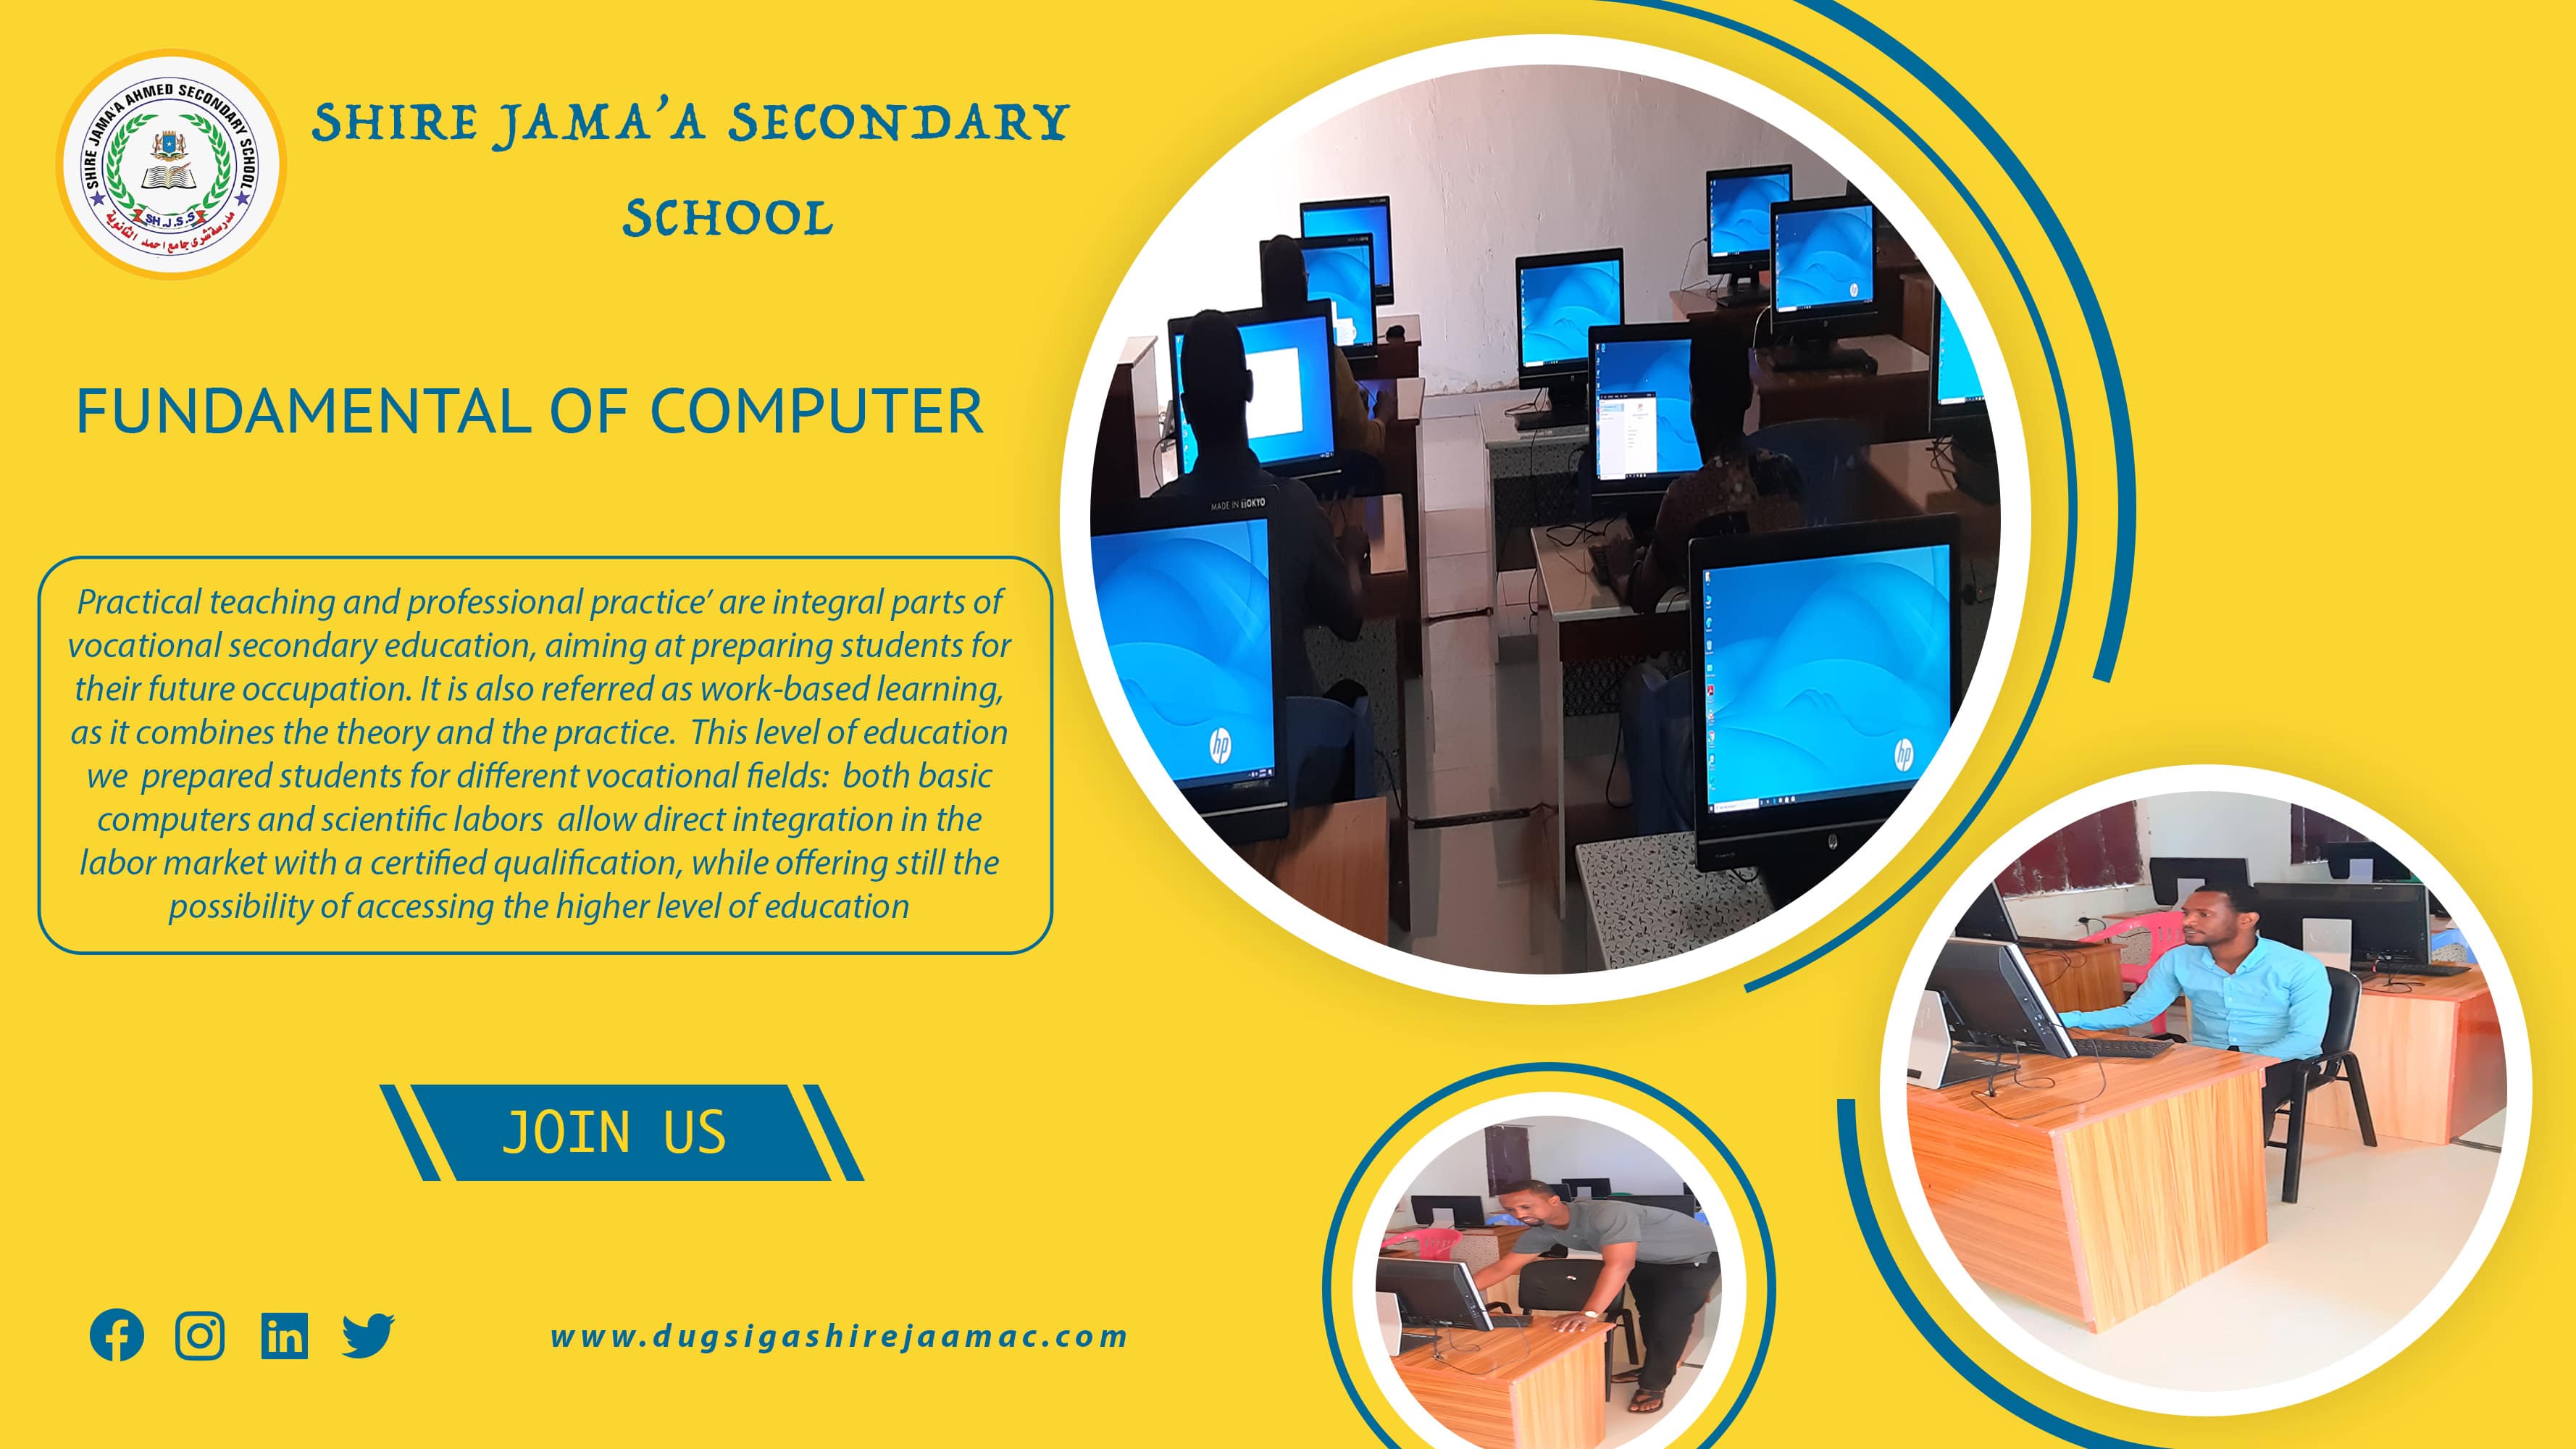 SHIRE JAMA'A AHMED SECONDARY SCHOOL
SH.J.S.S
مدرسة شرى جامع احمد الثانوية
SHIRE JAMA’A SECONDARY
SCHOOL
FUNDAMENTAL OF COMPUTER
Practical teaching and professional practice’ are integral parts of
vocational secondary education, aiming at preparing students for
their future occupation. It is also referred as work-based learning,
as it combines the theory and the practice.  This level of education
we  prepared students for different vocational fields:  both basic
computers and scientific labors  allow direct integration in the
labor market with a certified qualification, while offering still the
possibility of accessing the higher level of education
JOIN US
www.dugsigashirejaamac.com
MADE IN iiOKYO
hp
hp